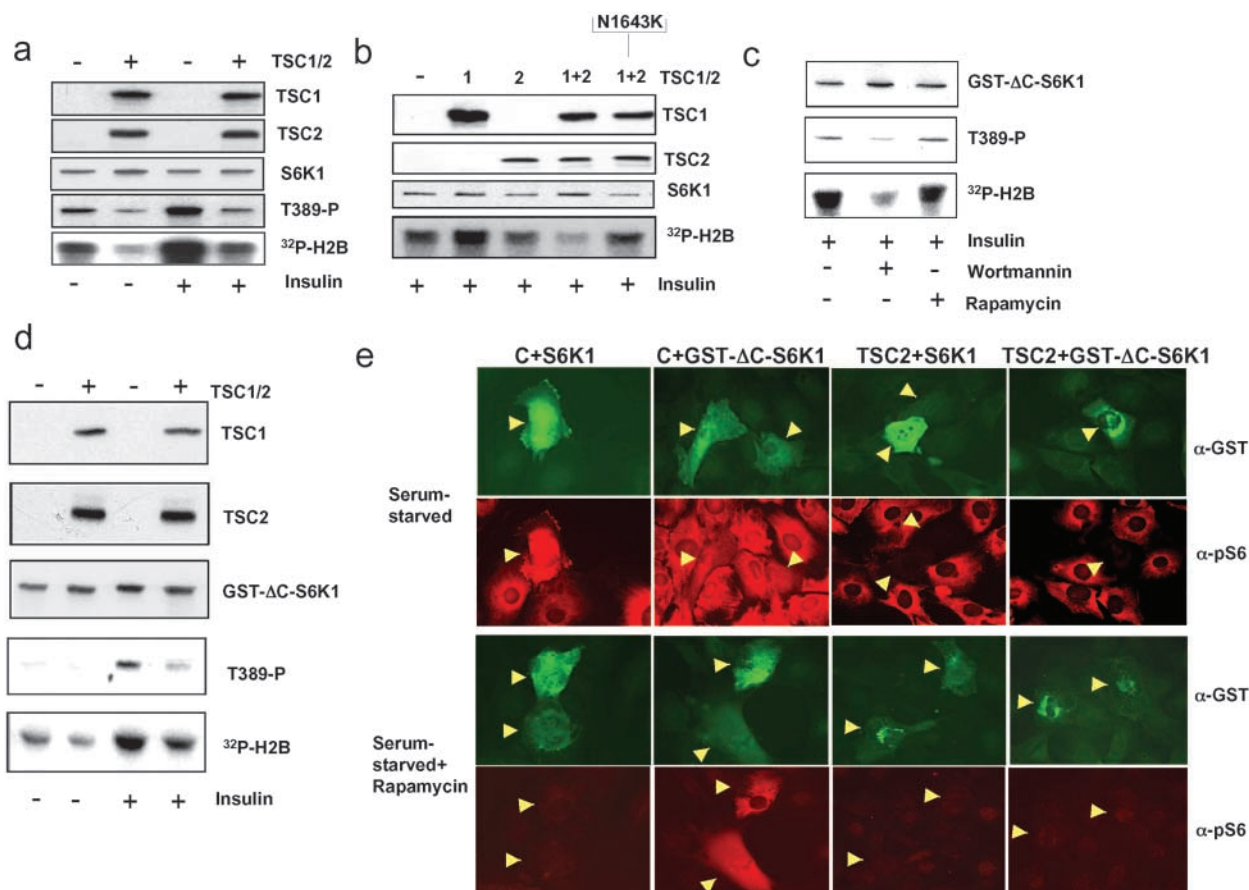 a
- + - + TSC1/2
TSC1
TSC2
S6K1
T389-P
³²P-H2B
- - + + Insulin
b
N1643K
- 1 2 1+2 1+2 TSC1/2
TSC1
TSC2
S6K1
³²P-H2B
+ + + + + Insulin
c
GST-ΔC-S6K1
T389-P
³²P-H2B
+ + + Insulin
- + - Wortmannin
- - + Rapamycin
d
- + - + TSC1/2
TSC1
TSC2
GST-ΔC-S6K1
T389-P
³²P-H2B
- - + + Insulin
e
C+S6K1 C+GST-ΔC-S6K1 TSC2+S6K1 TSC2+GST-ΔC-S6K1
α-GST
Serum-
starved
α-pS6
α-GST
Serum-
starved+
Rapamycin
α-pS6